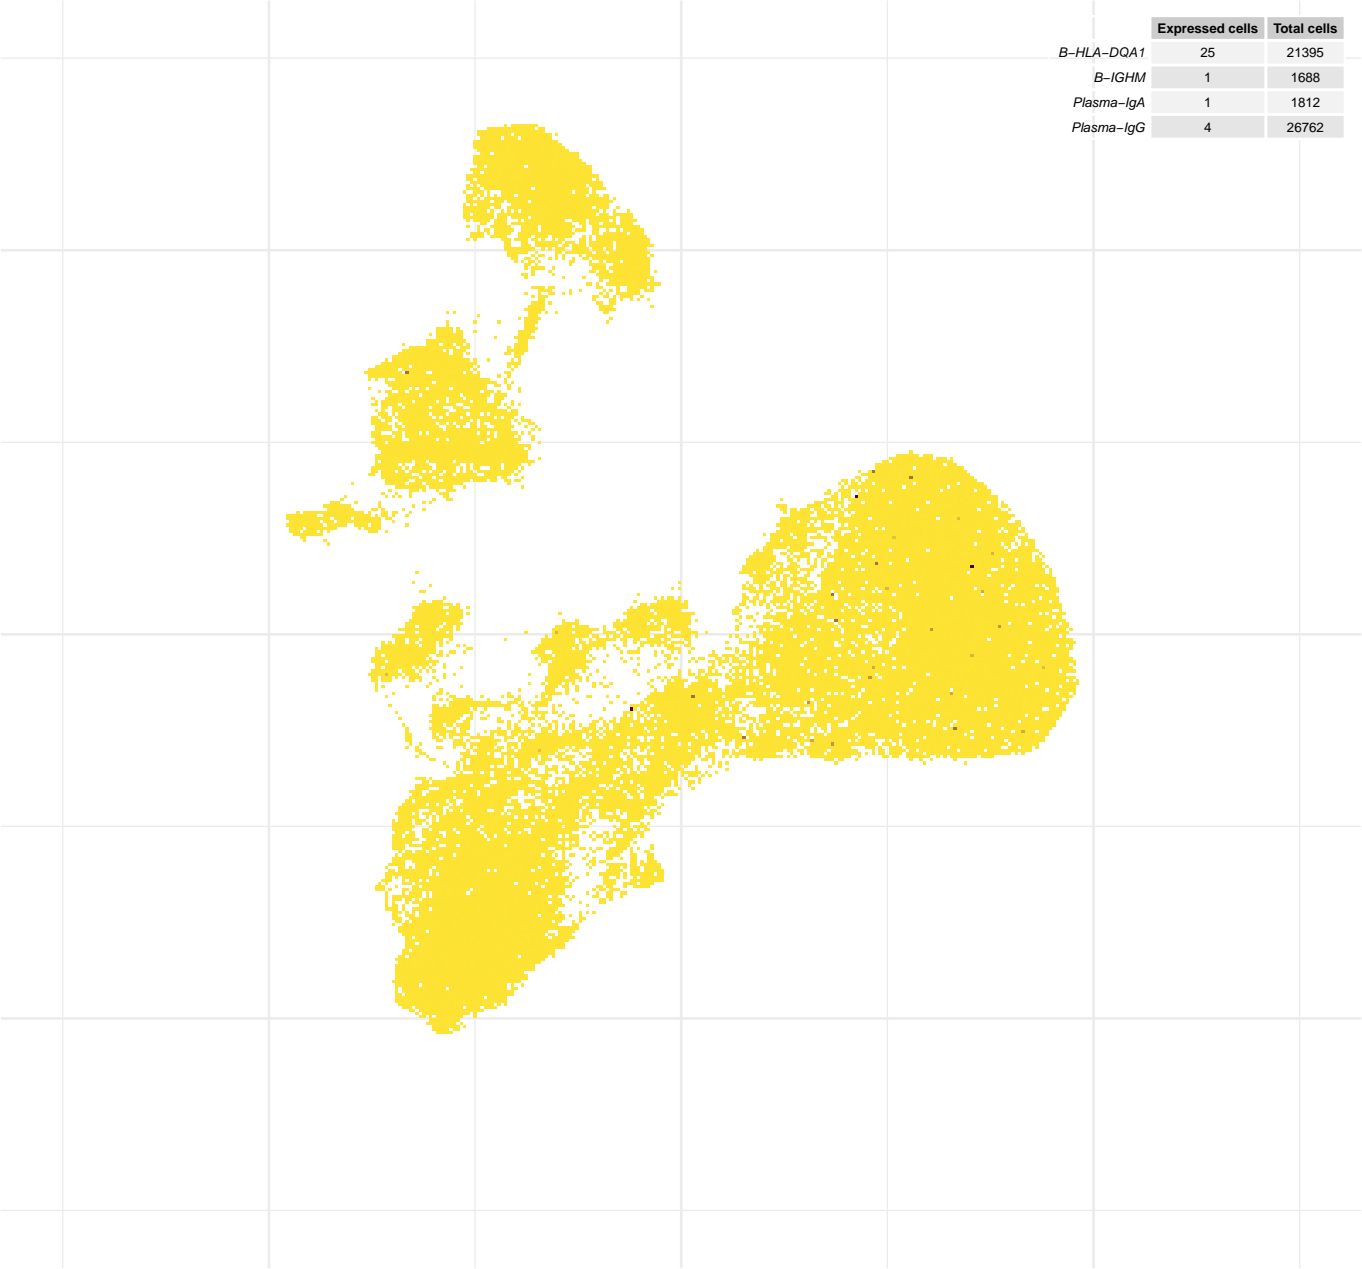 Expressed cells Total cells
B−HLA−DQA1 25 21395
B−IGHM 1 1688
Plasma−IgA 1 1812
Plasma−IgG 4 26762